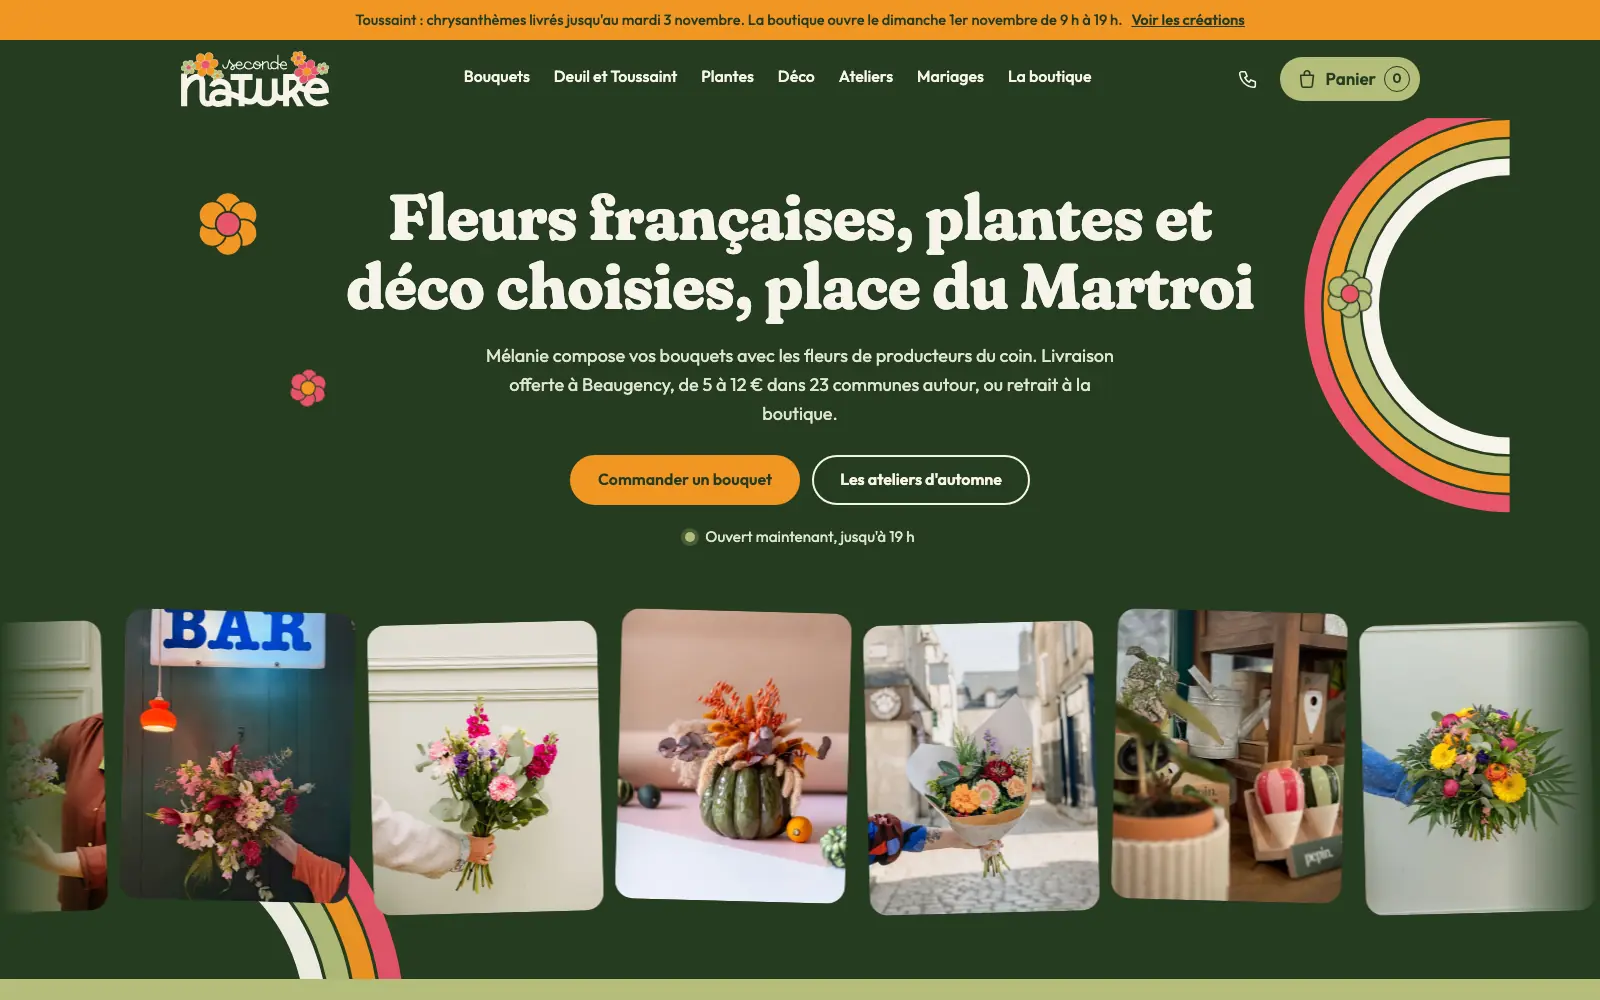 Toussaint : chrysanthèmes livrés jusqu'au mardi 3 novembre. La boutique ouvre le dimanche 1er novembre de 9 h à 19 h. Voir les créations
seconde
naTuRe
Bouquets Deuil et Toussaint Plantes Déco Ateliers Mariages La boutique
Panier 0
Fleurs françaises, plantes et
déco choisies, place du Martroi
Mélanie compose vos bouquets avec les fleurs de producteurs du coin. Livraison
offerte à Beaugency, de 5 à 12 € dans 23 communes autour, ou retrait à la
boutique.
Commander un bouquet Les ateliers d'automne
Ouvert maintenant, jusqu'à 19 h
BAR
pepin.